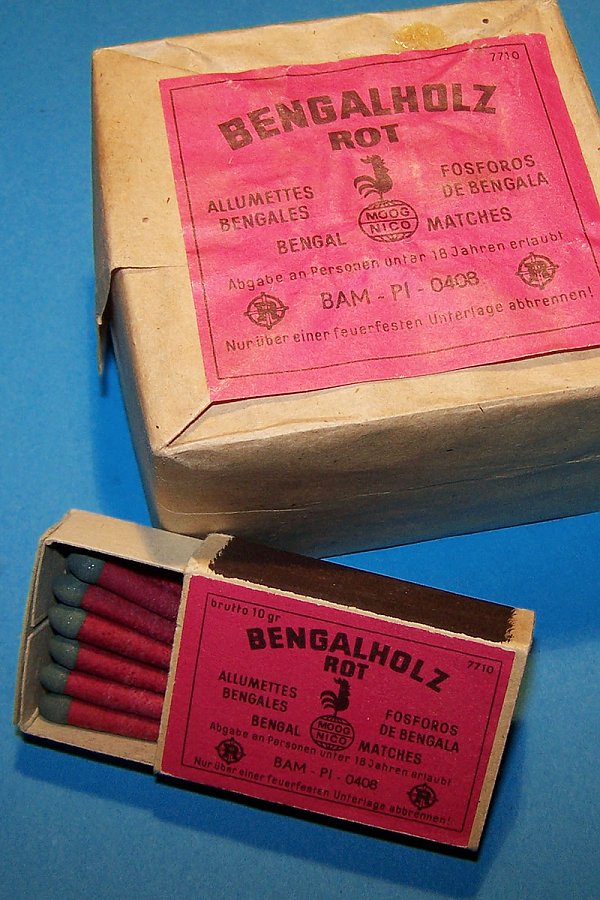 7710
BENGALHOLZ
ROT
ALLUMETTES
BENGALES
FOSFOROS
DE BENGALA
MOOG
NICO
BENGAL MATCHES
Abgabe an Personen unter 18 Jahren erlaubt
BAM - PI - 0408
R R
Nur über einer feuerfesten Unterlage abbrennen!
brutto 10 gr
7710
BENGALHOLZ
ROT
ALLUMETTES
BENGALES
FOSFOROS
DE BENGALA
MOOG
NICO
BENGAL MATCHES
Abgabe an Personen unter 18 Jahren erlaubt
BAM - PI - 0408
R R
Nur über einer feuerfesten Unterlage abbrennen!